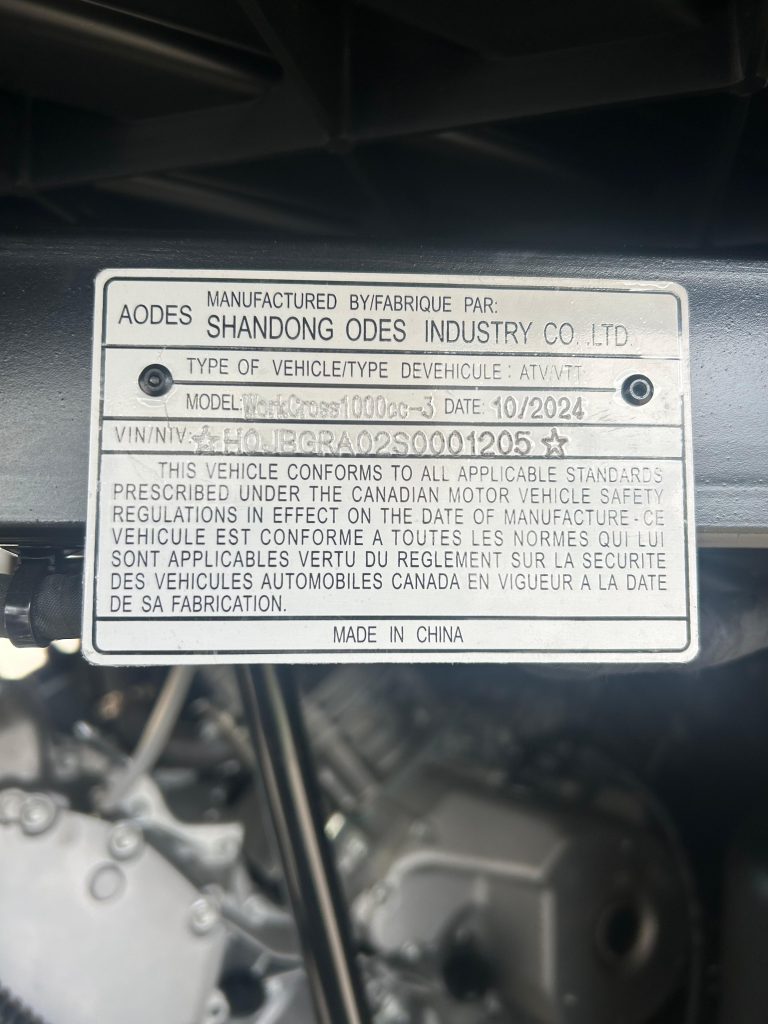 AODES
MANUFACTURED BY/FABRIQUE PAR:
SHANDONG ODES INDUSTRY CO. .LTD.
TYPE OF VEHICLE/TYPE DEVEHICULE : ATV/VTT
MODEL: WorkCross1000cc-3 DATE: 10/2024
VIN/NIV: ☆H0JBGRA02S0001205☆
THIS VEHICLE CONFORMS TO ALL APPLICABLE STANDARDS
PRESCRIBED UNDER THE CANADIAN MOTOR VEHICLE SAFETY
REGULATIONS IN EFFECT ON THE DATE OF MANUFACTURE - CE
VEHICULE EST CONFORME A TOUTES LES NORMES QUI LUI
SONT APPLICABLES VERTU DU REGLEMENT SUR LA SECURITE
DES VEHICULES AUTOMOBILES CANADA EN VIGUEUR A LA DATE
DE SA FABRICATION.
MADE IN CHINA